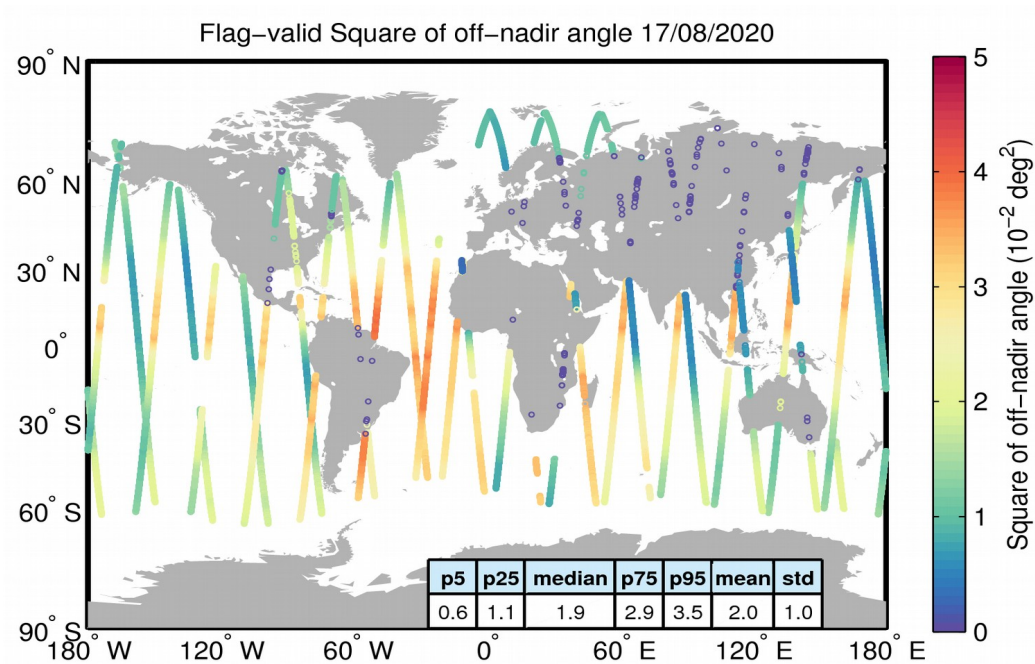 Flag−valid Square of off−nadir angle 17/08/2020
90° N
60° N
30° N
0°
30° S
60° S
90° S
180° W
120° W
60° W
0°
60° E
120° E
180° E
p5 p25 median p75 p95 mean std
0.6 1.1 1.9 2.9 3.5 2.0 1.0
5
4
3
2
1
0
Square of off−nadir angle (10⁻² deg²)